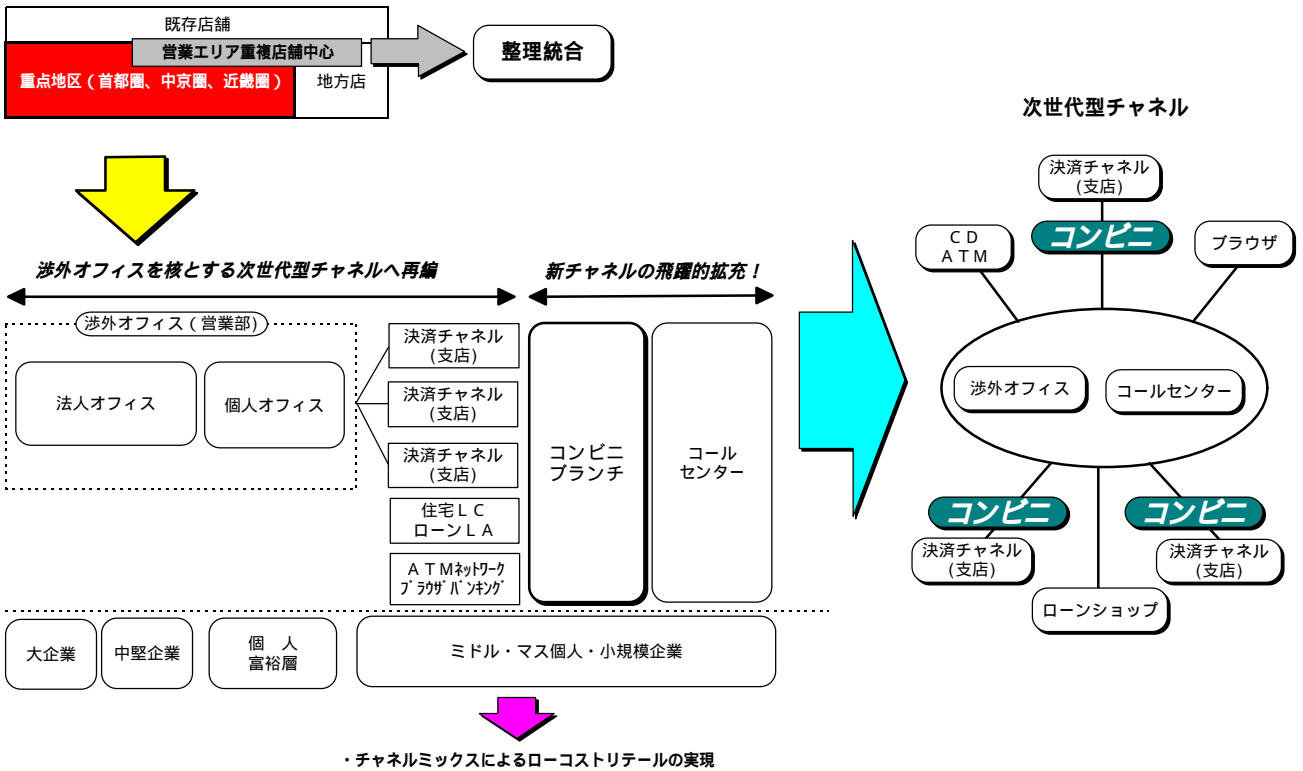 既存店舗
営業エリア重複店舗中心
整理統合
重点地区（首都圏、中京圏、近畿圏）
地方店
渉外オフィスを核とする次世代型チャネルへ再編
新チャネルの飛躍的拡充！
渉外オフィス（営業部）
法人オフィス
個人オフィス
決済チャネル
(支店)
決済チャネル
(支店)
決済チャネル
(支店)
住宅ＬＣ
ローンＬＡ
ＡＴＭﾈｯﾄﾜｰｸ
ﾌﾞﾗｳｻﾞﾊﾞﾝｷﾝｸﾞ
コンビニ
ブランチ
コール
センター
大企業
中堅企業
個　人
富裕層
ミドル・マス個人・小規模企業
・チャネルミックスによるローコストリテールの実現
次世代型チャネル
決済チャネル
(支店)
コンビニ
ＣＤ
ＡＴＭ
ブラウザ
渉外オフィス
コールセンター
コンビニ
決済チャネル
(支店)
コンビニ
決済チャネル
(支店)
ローンショップ